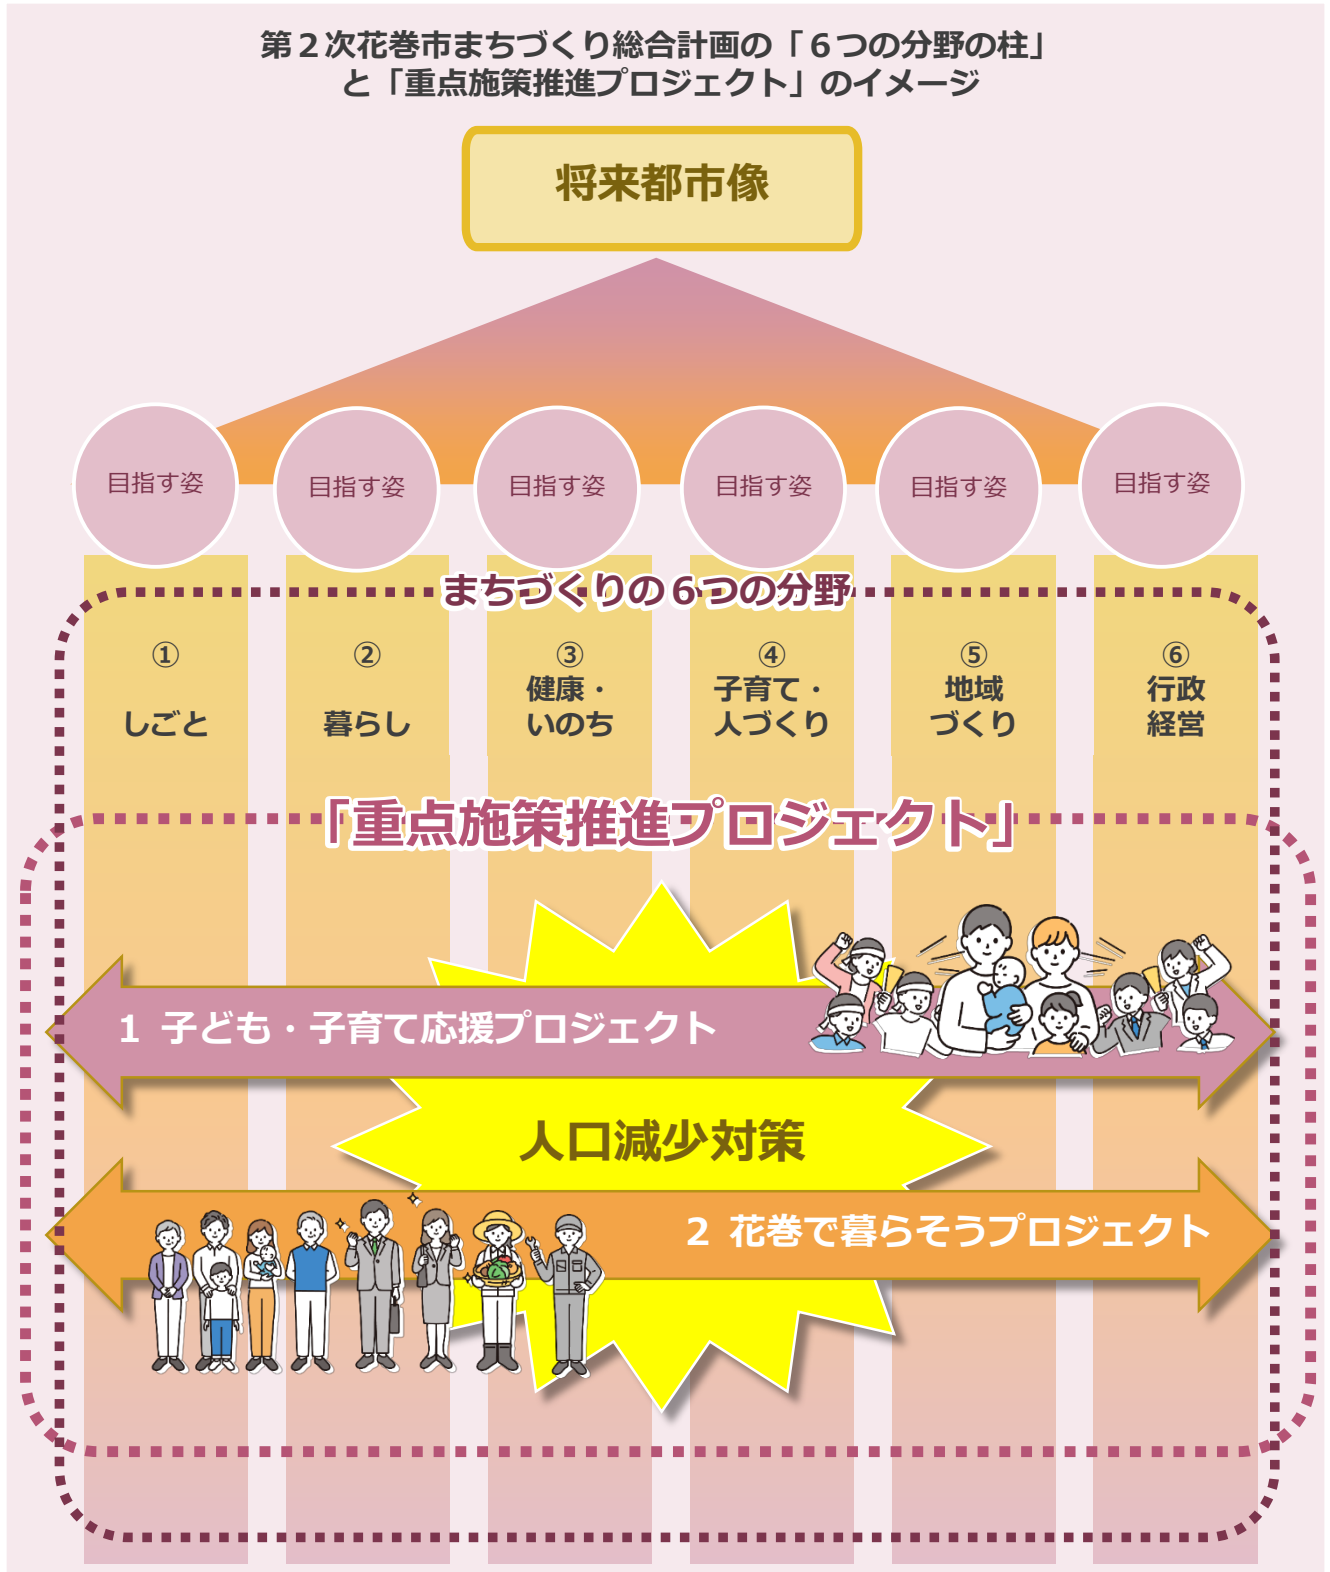 第２次花巻市まちづくり総合計画の「６つの分野の柱」
と「重点施策推進プロジェクト」のイメージ
将来都市像
目指す姿
目指す姿
目指す姿
目指す姿
目指す姿
目指す姿
まちづくりの６つの分野
①
しごと
②
暮らし
③
健康・
いのち
④
子育て・
人づくり
⑤
地域
づくり
⑥
行政
経営
「重点施策推進プロジェクト」
1 子ども・子育て応援プロジェクト
人口減少対策
2 花巻で暮らそうプロジェクト